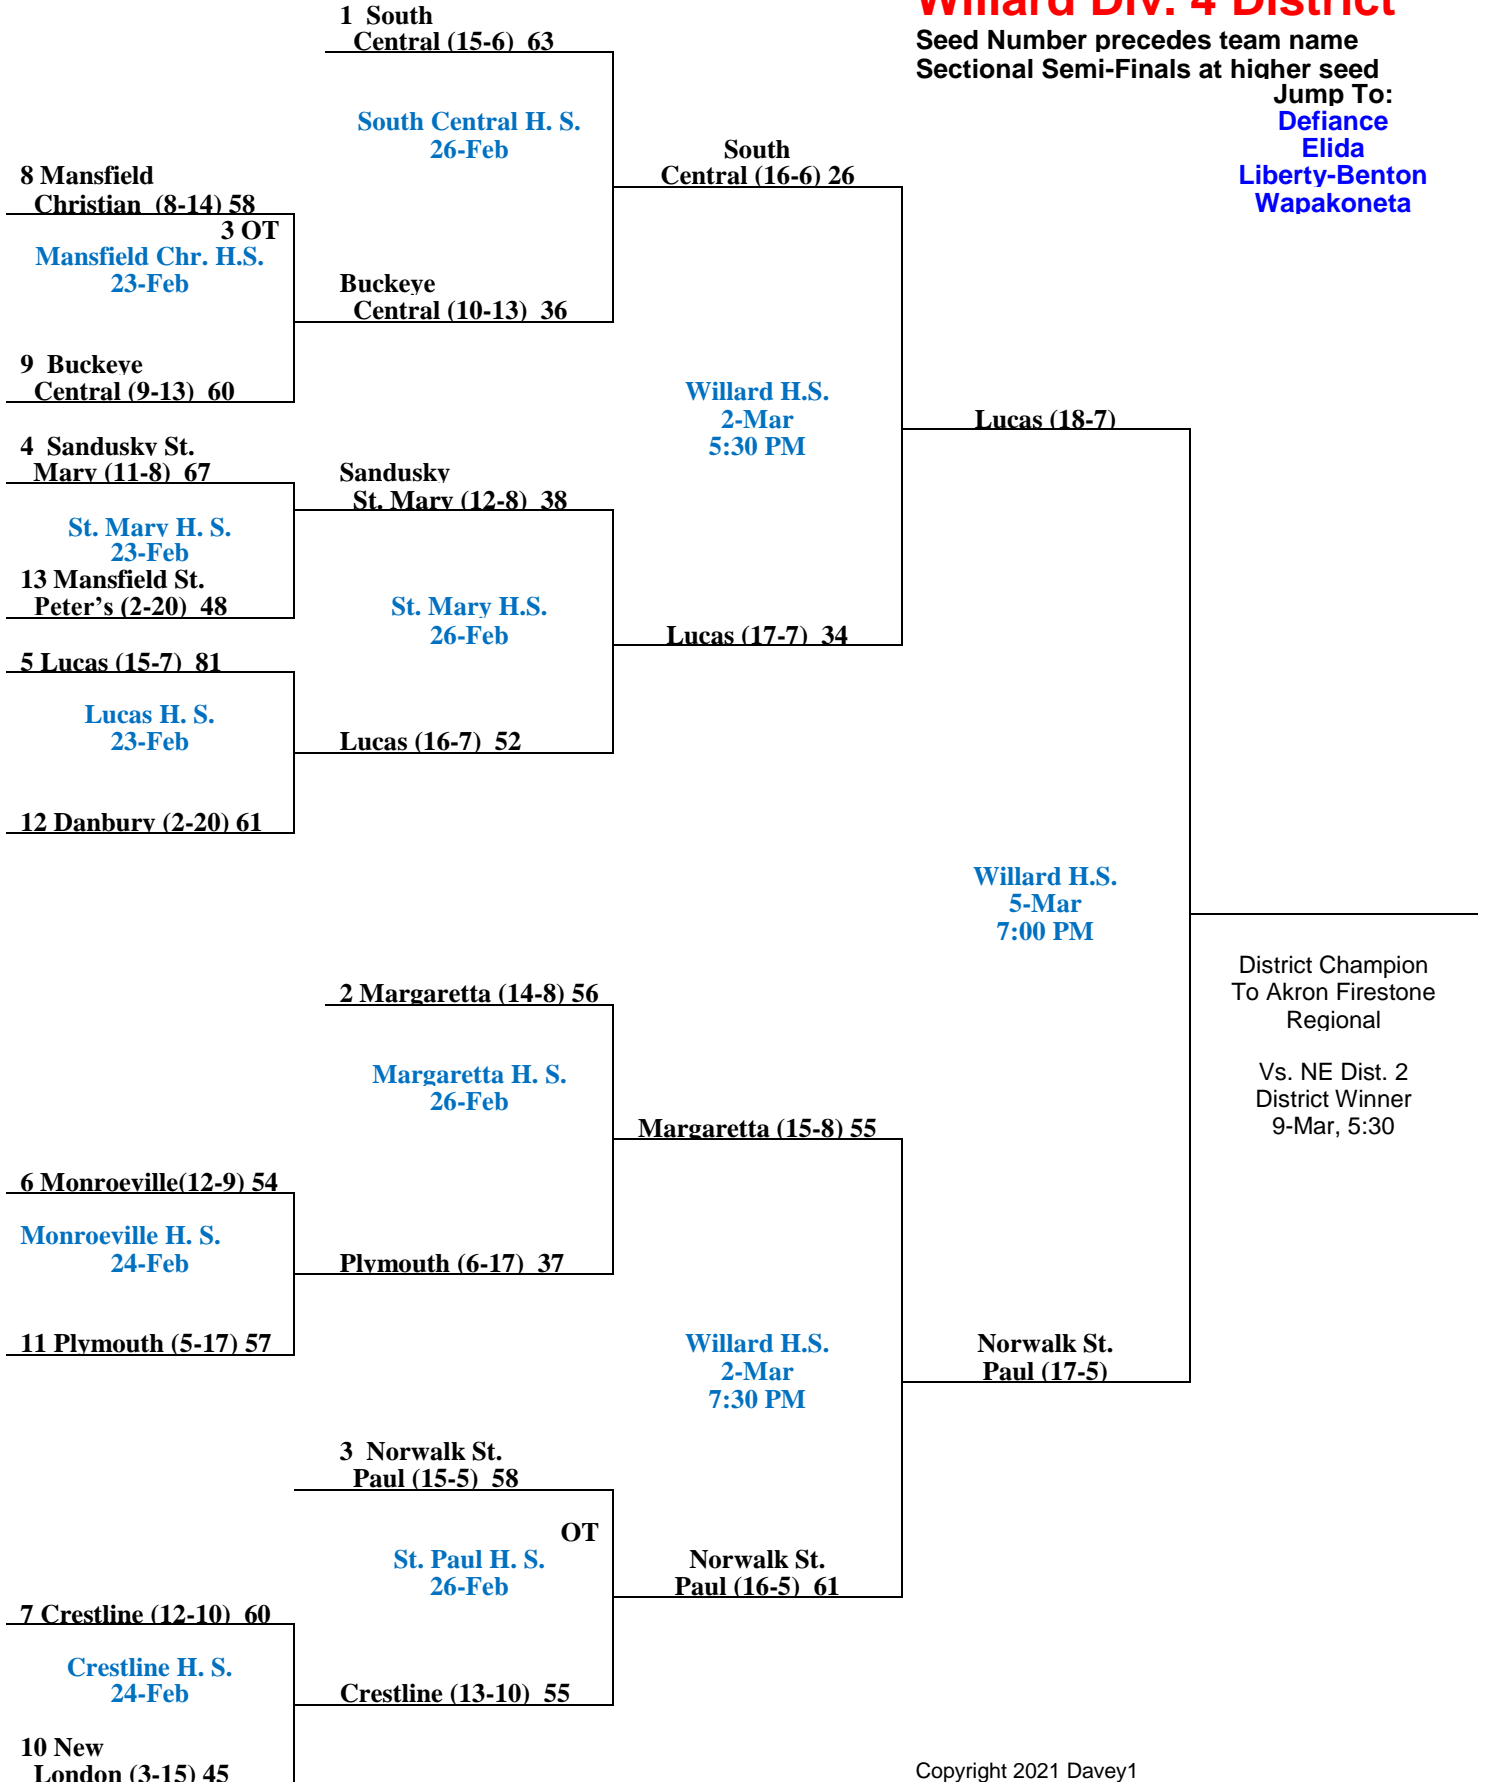 Willard Div. 4 District
Seed Number precedes team name
Sectional Semi-Finals at higher seed
Jump To:
Defiance
Elida
Liberty-Benton
Wapakoneta
1 South
Central (15-6) 63
South Central H. S.
26-Feb
South
Central (16-6) 26
8 Mansfield
Christian (8-14) 58
3 OT
Mansfield Chr. H.S.
23-Feb
Buckeye
Central (10-13) 36
9 Buckeye
Central (9-13) 60
Willard H.S.
2-Mar
5:30 PM
Lucas (18-7)
4 Sandusky St.
Mary (11-8) 67
Sandusky
St. Mary (12-8) 38
St. Mary H. S.
23-Feb
13 Mansfield St.
Peter's (2-20) 48
St. Mary H.S.
26-Feb
Lucas (17-7) 34
5 Lucas (15-7) 81
Lucas H. S.
23-Feb
Lucas (16-7) 52
12 Danbury (2-20) 61
Willard H.S.
5-Mar
7:00 PM
District Champion
To Akron Firestone
Regional
Vs. NE Dist. 2
District Winner
9-Mar, 5:30
2 Margaretta (14-8) 56
Margaretta H. S.
26-Feb
Margaretta (15-8) 55
6 Monroeville(12-9) 54
Monroeville H. S.
24-Feb
Plymouth (6-17) 37
11 Plymouth (5-17) 57
Willard H.S.
2-Mar
7:30 PM
Norwalk St.
Paul (17-5)
3 Norwalk St.
Paul (15-5) 58
OT
St. Paul H. S.
26-Feb
Norwalk St.
Paul (16-5) 61
7 Crestline (12-10) 60
Crestline H. S.
24-Feb
Crestline (13-10) 55
10 New
London (3-15) 45
Copyright 2021 Davey1